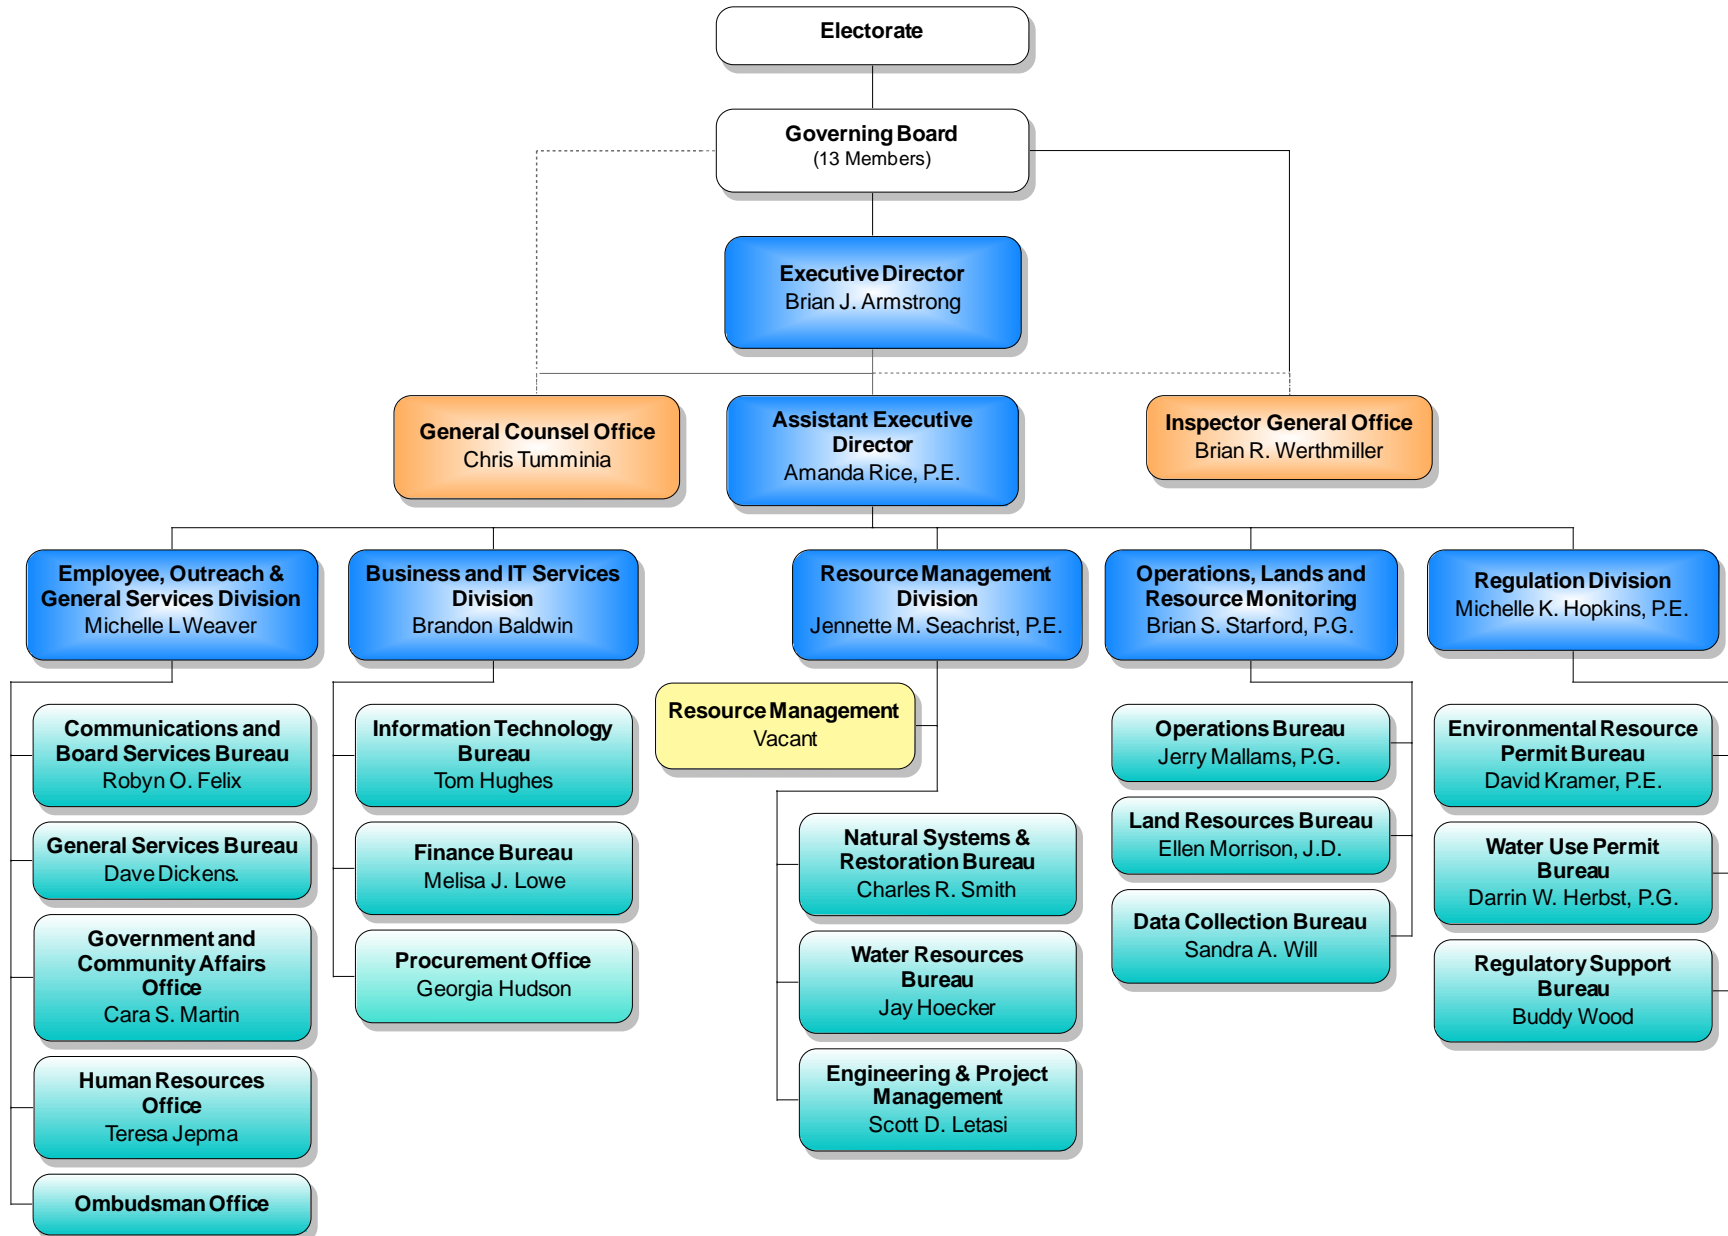 Electorate
Governing Board
(13 Members)
Executive Director
Brian J. Armstrong
General Counsel Office
Chris Tumminia
Assistant Executive
Director
Amanda Rice, P.E.
Inspector General Office
Brian R. Werthmiller
Employee, Outreach &
General Services Division
Michelle L Weaver
Business and IT Services
Division
Brandon Baldwin
Resource Management
Division
Jennette M. Seachrist, P.E.
Operations, Lands and
Resource Monitoring
Brian S. Starford, P.G.
Regulation Division
Michelle K. Hopkins, P.E.
Communications and
Board Services Bureau
Robyn O. Felix
General Services Bureau
Dave Dickens.
Government and
Community Affairs
Office
Cara S. Martin
Human Resources
Office
Teresa Jepma
Ombudsman Office
Information Technology
Bureau
Tom Hughes
Finance Bureau
Melisa J. Lowe
Procurement Office
Georgia Hudson
Resource Management
Vacant
Natural Systems &
Restoration Bureau
Charles R. Smith
Water Resources
Bureau
Jay Hoecker
Engineering & Project
Management
Scott D. Letasi
Operations Bureau
Jerry Mallams, P.G.
Land Resources Bureau
Ellen Morrison, J.D.
Data Collection Bureau
Sandra A. Will
Environmental Resource
Permit Bureau
David Kramer, P.E.
Water Use Permit
Bureau
Darrin W. Herbst, P.G.
Regulatory Support
Bureau
Buddy Wood